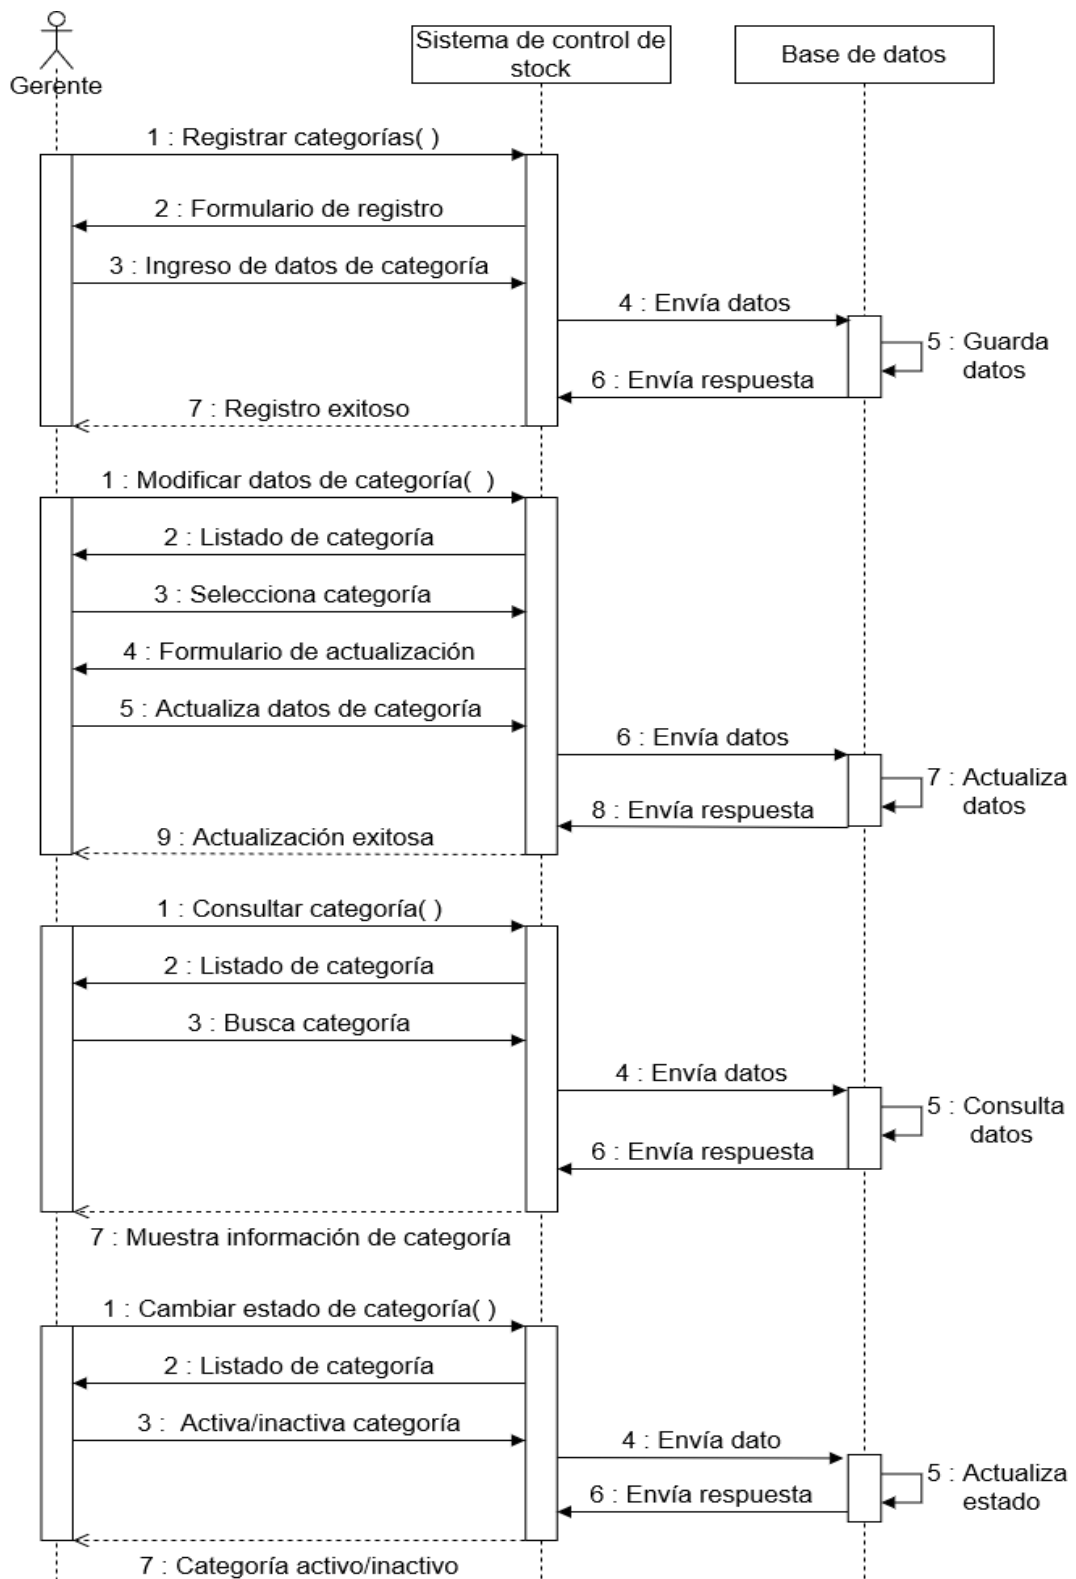 Gerente
Sistema de control de
stock
Base de datos
1 : Registrar categorías( )
2 : Formulario de registro
3 : Ingreso de datos de categoría
4 : Envía datos
5 : Guarda
datos
6 : Envía respuesta
7 : Registro exitoso
1 : Modificar datos de categoría(  )
2 : Listado de categoría
3 : Selecciona categoría
4 : Formulario de actualización
5 : Actualiza datos de categoría
6 : Envía datos
7 : Actualiza
datos
8 : Envía respuesta
9 : Actualización exitosa
1 : Consultar categoría( )
2 : Listado de categoría
3 : Busca categoría
4 : Envía datos
5 : Consulta
datos
6 : Envía respuesta
7 : Muestra información de categoría
1 : Cambiar estado de categoría( )
2 : Listado de categoría
3 :  Activa/inactiva categoría
4 : Envía dato
5 : Actualiza
estado
6 : Envía respuesta
7 : Categoría activo/inactivo